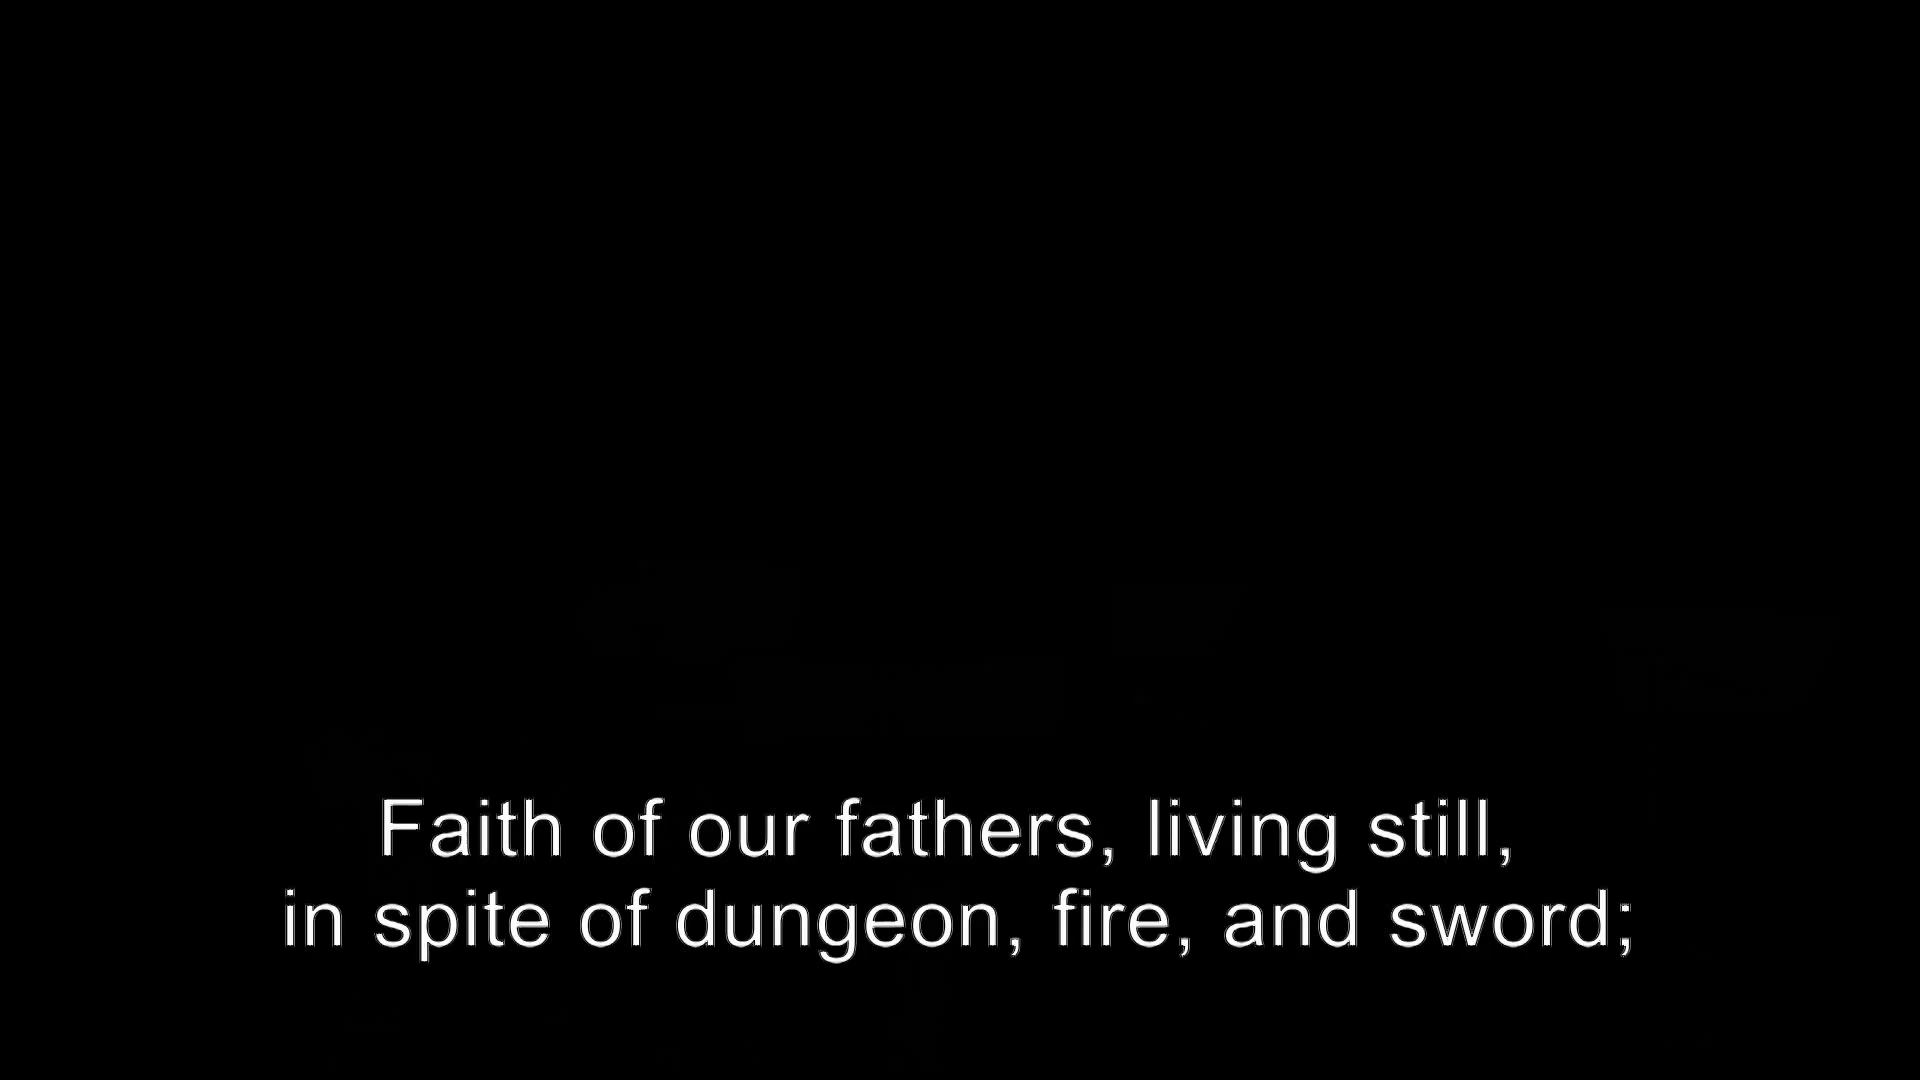 Faith of our fathers, living still,
in spite of dungeon, fire, and sword;